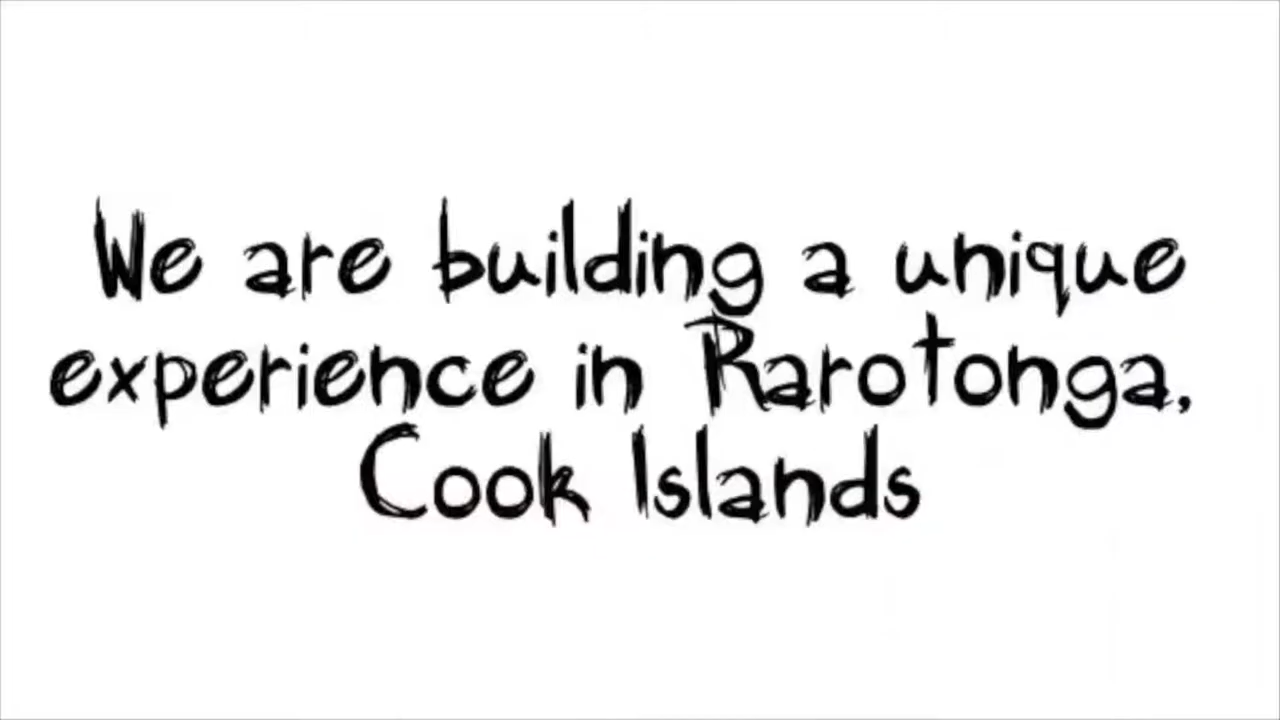 We are building a unique
experience in Rarotonga,
Cook Islands